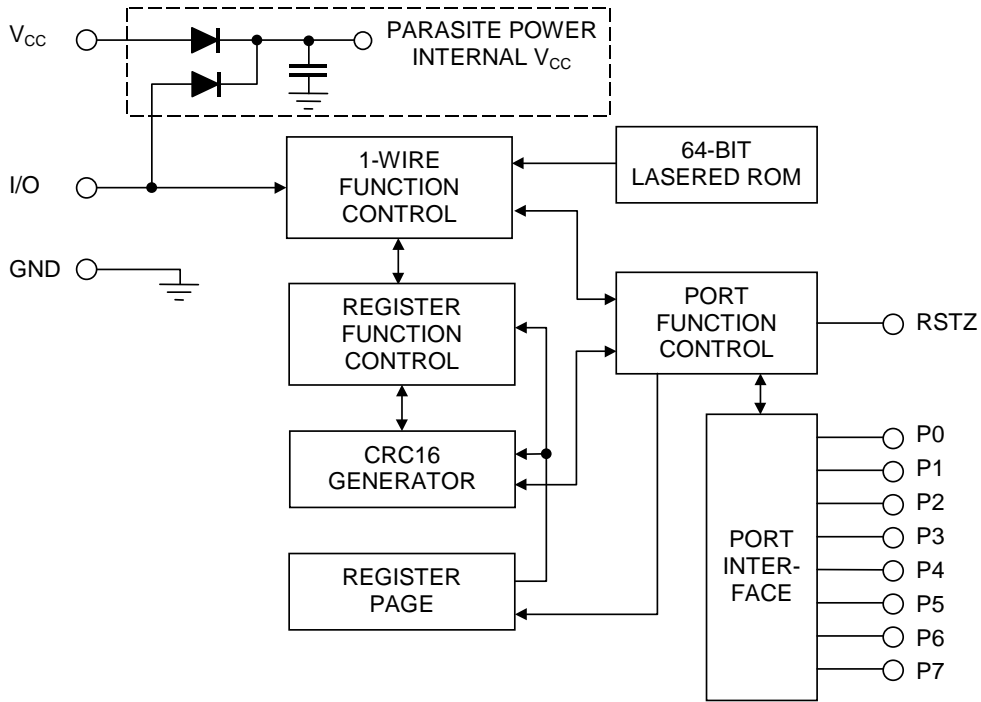 VCC
PARASITE POWER
INTERNAL VCC
I/O
1-WIRE
FUNCTION
CONTROL
64-BIT
LASERED ROM
GND
REGISTER
FUNCTION
CONTROL
PORT
FUNCTION
CONTROL
RSTZ
CRC16
GENERATOR
REGISTER
PAGE
PORT
INTER-
FACE
P0
P1
P2
P3
P4
P5
P6
P7